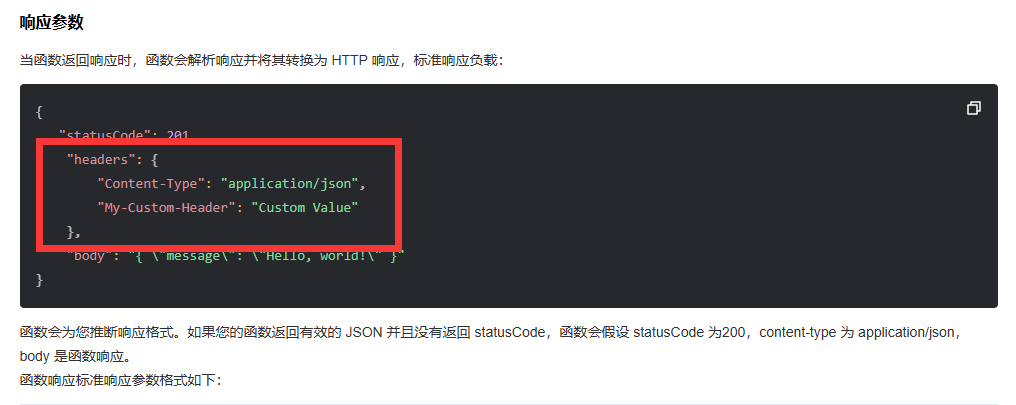 响应参数
当函数返回响应时，函数会解析响应并将其转换为 HTTP 响应，标准响应负载：
{
"statusCode": 201,
"headers": {
"Content-Type": "application/json",
"My-Custom-Header": "Custom Value"
},
"body": "{ \"message\": \"Hello, world!\" }"
}
函数会为您推断响应格式。如果您的函数返回有效的 JSON 并且没有返回 statusCode，函数会假设 statusCode 为200，content-type 为 application/json，
body 是函数响应。
函数响应标准响应参数格式如下：